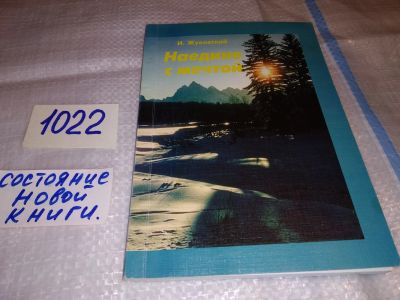 И. Жуковский
Наедине
с мечтой
1022
состояние
новой
книги.